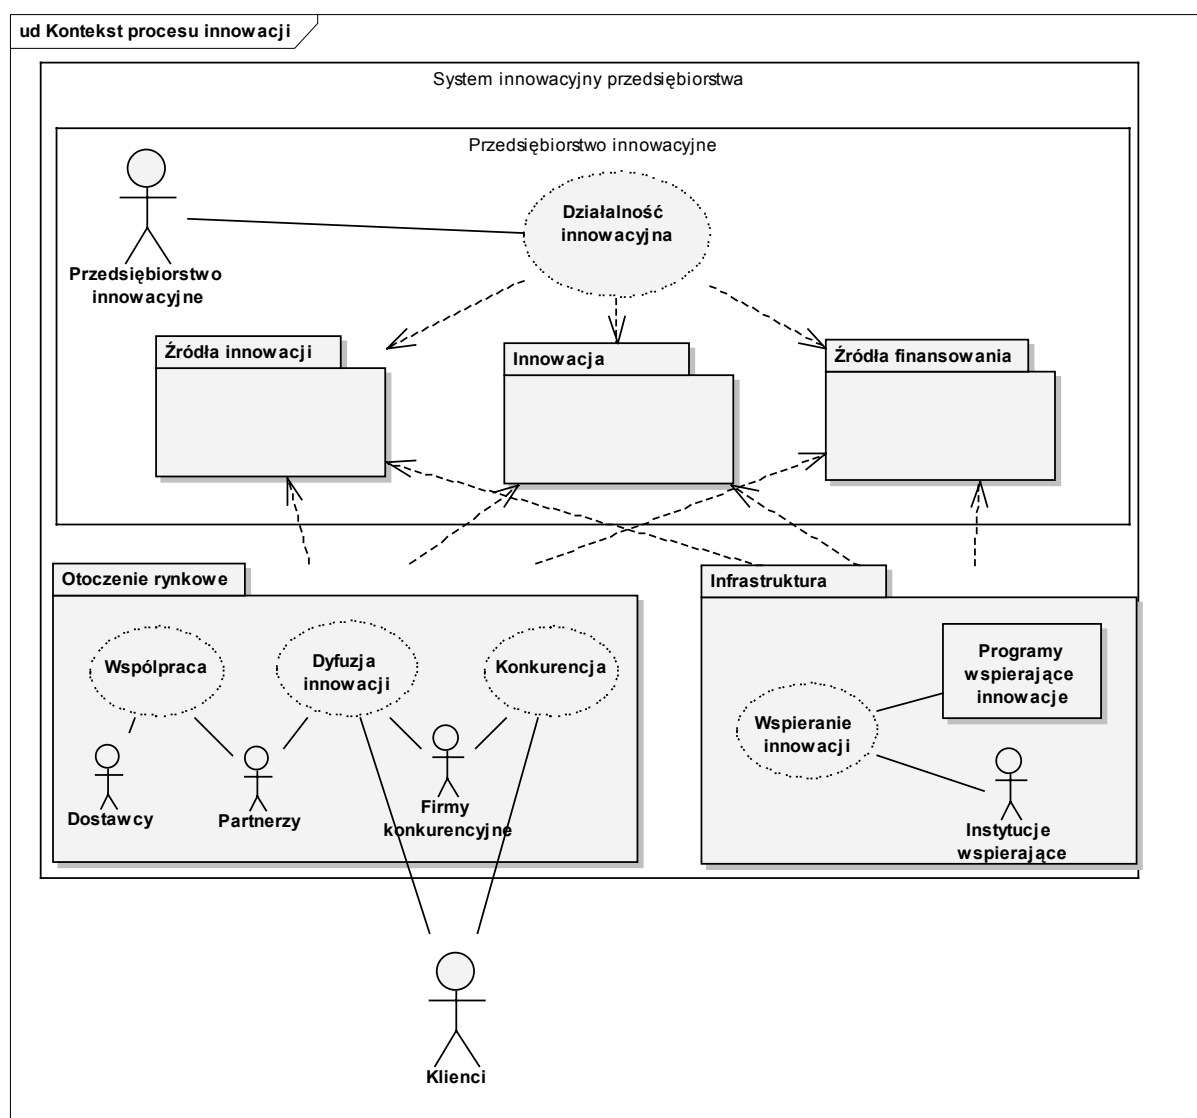 ud Kontekst procesu innowacji
System innowacyjny przedsiębiorstwa
Przedsiębiorstwo innowacyjne
Działalność
innowacyjna
Przedsiębiorstwo
innowacyjne
Źródła innowacji
Innowacja
Źródła finansowania
Otoczenie rynkowe
Infrastruktura
Wspólpraca
Dyfuzja
innowacji
Konkurencja
Programy
wspierające
innowacje
Wspieranie
innowacji
Dostawcy
Partnerzy
Firmy
konkurencyjne
Instytucje
wspierające
Klienci